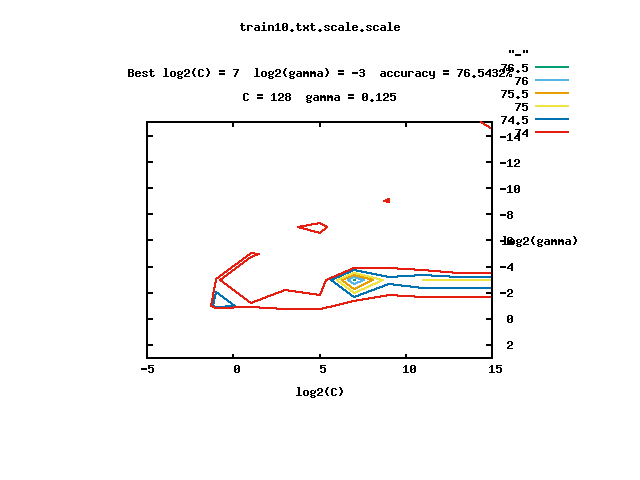 train10.txt.scale.scale
"-"
Best log2(C) = 7  log2(gamma) = -3  accuracy = 76.5432%
76.5
76
75.5
75
74.5
74
C = 128  gamma = 0.125
-14
-12
-10
-8
-6
log2(gamma)
-4
-2
0
2
-5 0 5 10 15
log2(C)